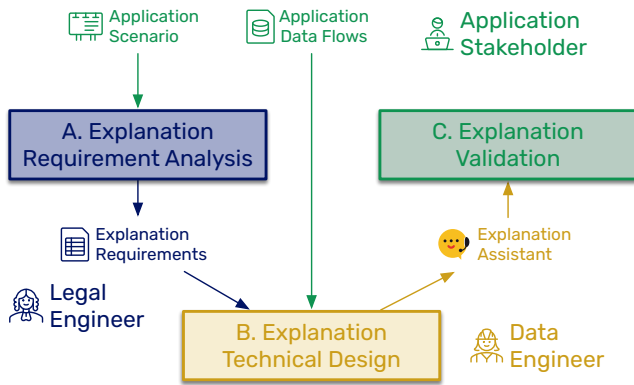 Application
Scenario
Application
Data Flows
Application
Stakeholder
A. Explanation
Requirement Analysis
C. Explanation
Validation
Explanation
Requirements
Explanation
Assistant
Legal
Engineer
B. Explanation
Technical Design
Data
Engineer